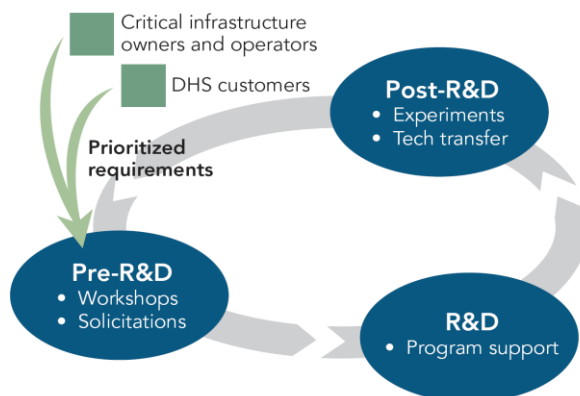 Critical infrastructure
owners and operators
DHS customers
Prioritized
requirements
Post-R&D
• Experiments
• Tech transfer
Pre-R&D
• Workshops
• Solicitations
R&D
• Program support